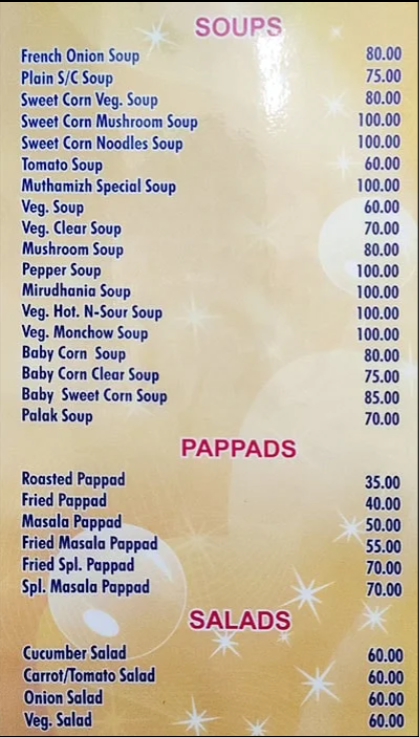 SOUPS
French Onion Soup 80.00
Plain S/C Soup 75.00
Sweet Corn Veg. Soup 80.00
Sweet Corn Mushroom Soup 100.00
Sweet Corn Noodles Soup 100.00
Tomato Soup 60.00
Muthamizh Special Soup 100.00
Veg. Soup 60.00
Veg. Clear Soup 70.00
Mushroom Soup 80.00
Pepper Soup 100.00
Mirudhania Soup 100.00
Veg. Hot. N-Sour Soup 100.00
Veg. Monchow Soup 100.00
Baby Corn Soup 80.00
Baby Corn Clear Soup 75.00
Baby Sweet Corn Soup 85.00
Palak Soup 70.00
PAPPADS
Roasted Pappad 35.00
Fried Pappad 40.00
Masala Pappad 50.00
Fried Masala Pappad 55.00
Fried Spl. Pappad 70.00
Spl. Masala Pappad 70.00
SALADS
Cucumber Salad 60.00
Carrot/Tomato Salad 60.00
Onion Salad 60.00
Veg. Salad 60.00